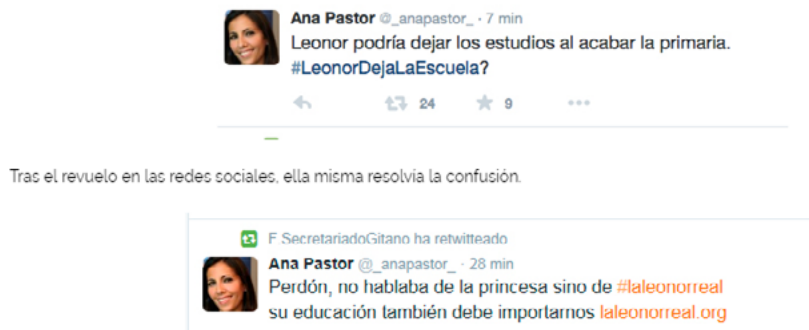 Ana Pastor @_anapastor_ · 7 min
Leonor podría dejar los estudios al acabar la primaria.
#LeonorDejaLaEscuela?
24 9
Tras el revuelo en las redes sociales, ella misma resolvía la confusión.
F SecretariadoGitano ha retwitteado
Ana Pastor @_anapastor_ · 28 min
Perdón, no hablaba de la princesa sino de #laleonorreal
su educación también debe importarnos laleonorreal.org